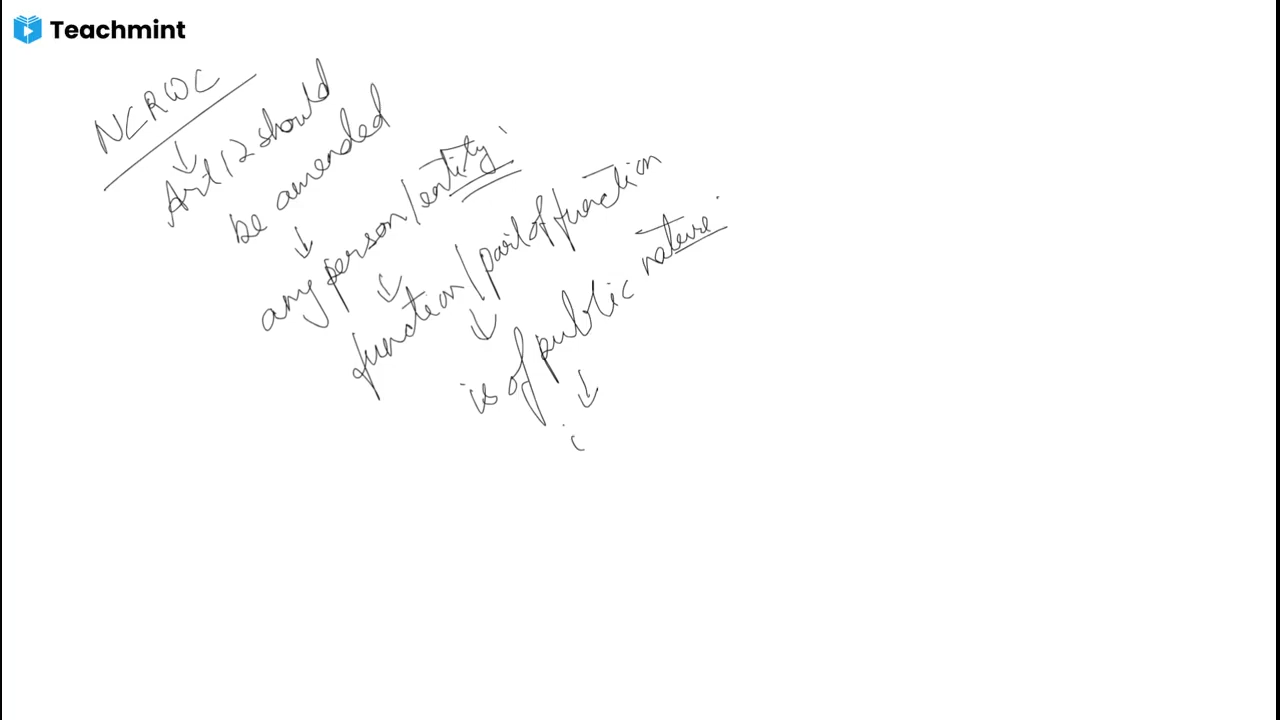 Teachmint
NCRWC
↓
Art 12 should
be amended
↓
any person/entity.
↓
function/part of function
↓
is of public nature.
↓
i